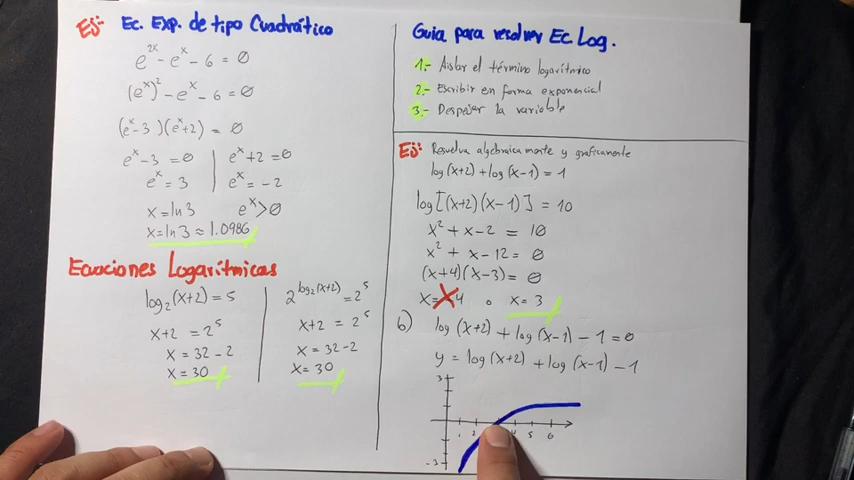 Ej: Ec. Exp. de tipo Cuadrático
e^2x - e^x - 6 = 0
(e^x)^2 - e^x - 6 = 0
(e^x - 3)(e^x + 2) = 0
e^x - 3 = 0 | e^x + 2 = 0
e^x = 3 | e^x = -2
x = ln 3 e^x > 0
x = ln 3 ≈ 1.0986
Ecuaciones Logarítmicas
log₂(x+2) = 5
x+2 = 2^5
x = 32 - 2
x = 30
2^log₂(x+2) = 2^5
x+2 = 2^5
x = 32 - 2
x = 30
Guia para resolver Ec. Log.
1.- Aislar el término logarítmico
2.- Escribir en forma exponencial
3.- Despejar la variable
Ej: Resuelva algebraicamente y graficamente
log(x+2) + log(x-1) = 1
log[(x+2)(x-1)] = 10
x^2 + x - 2 = 10
x^2 + x - 12 = 0
(x+4)(x-3) = 0
x = -4 o x = 3
b) log(x+2) + log(x-1) - 1 = 0
y = log(x+2) + log(x-1) - 1
3
1 2 4 5 6
-3